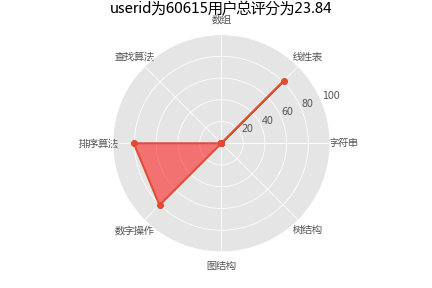 userid为60615用户总评分为23.84
数组
查找算法
线性表
100
80
60
40
20
排序算法
字符串
数字操作
树结构
图结构